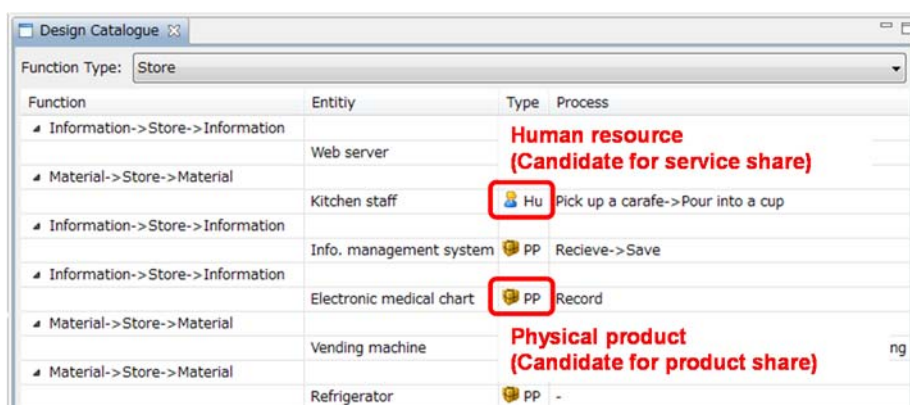 Design Catalogue
Function Type: Store
Function Entitiy Type Process
Information->Store->Information
Human resource
(Candidate for service share)
Web server
Material->Store->Material
Kitchen staff Hu Pick up a carafe->Pour into a cup
Information->Store->Information
Info. management system PP Recieve->Save
Information->Store->Information
Electronic medical chart PP Record
Material->Store->Material
Physical product
(Candidate for product share)
Vending machine ng
Material->Store->Material
Refrigerator PP -